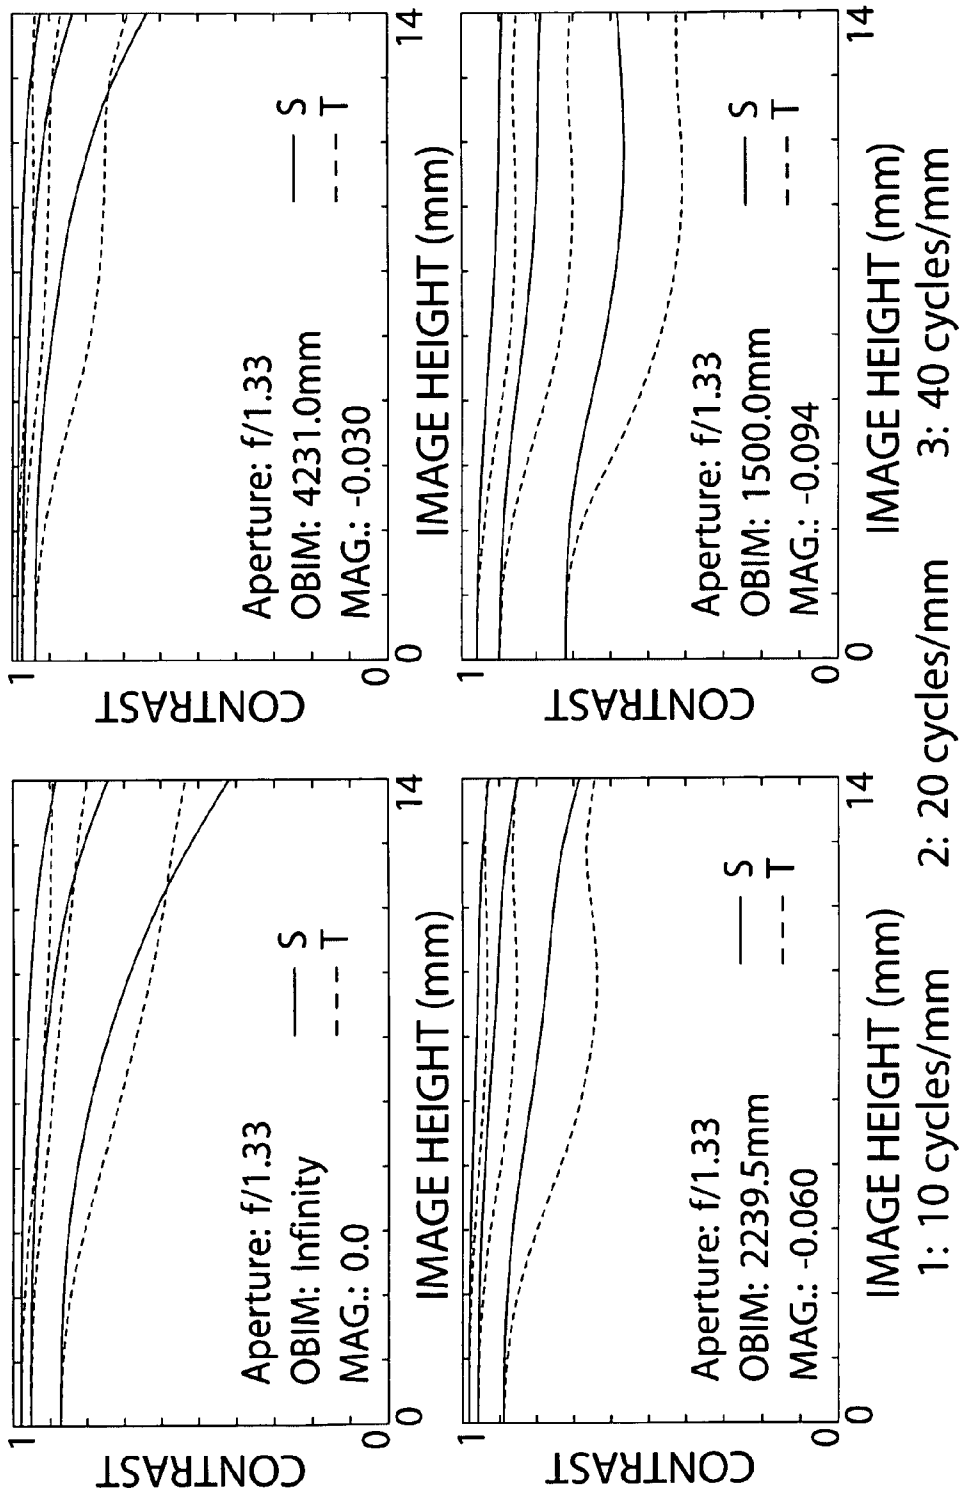 1
CONTRAST
0
Aperture: f/1.33
OBIM: Infinity
MAG.: 0.0
S
T
0
IMAGE HEIGHT (mm)
14
1
CONTRAST
0
Aperture: f/1.33
OBIM: 4231.0mm
MAG.: -0.030
S
T
0
IMAGE HEIGHT (mm)
14
1
CONTRAST
0
Aperture: f/1.33
OBIM: 2239.5mm
MAG.: -0.060
S
T
0
IMAGE HEIGHT (mm)
14
1
CONTRAST
0
Aperture: f/1.33
OBIM: 1500.0mm
MAG.: -0.094
S
T
0
IMAGE HEIGHT (mm)
14
1: 10 cycles/mm 2: 20 cycles/mm 3: 40 cycles/mm